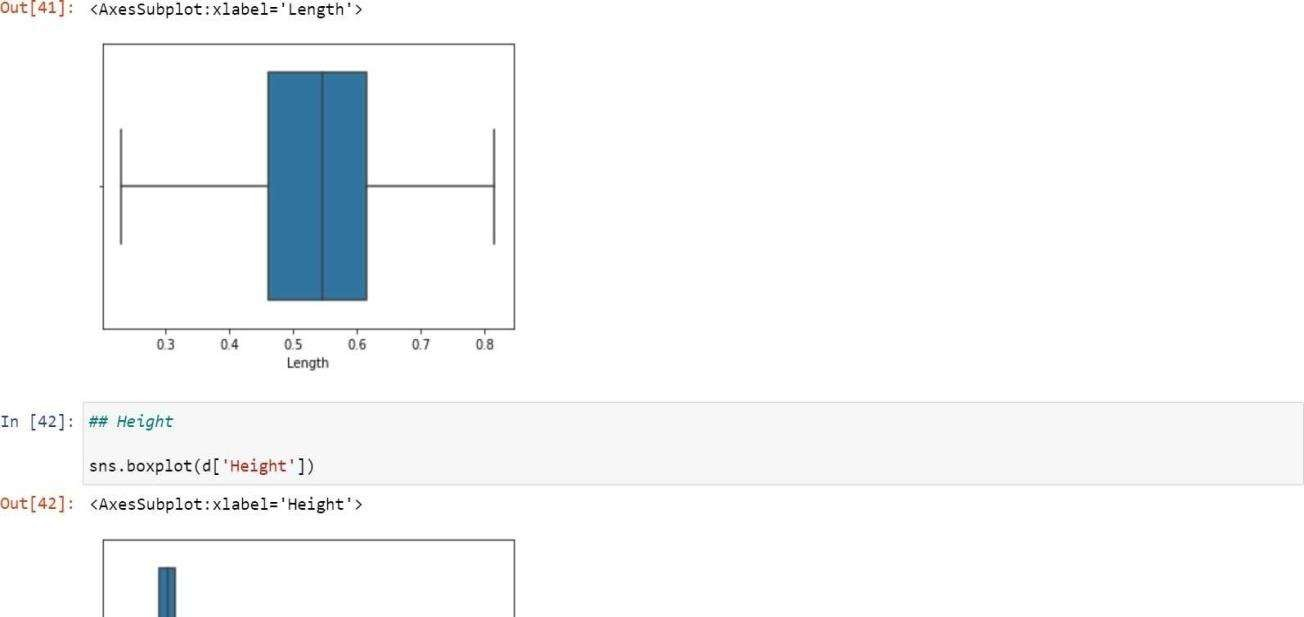 Out[41]: <AxesSubplot:xlabel='Length'>
0.3 0.4 0.5 0.6 0.7 0.8
Length
In [42]: ## Height
sns.boxplot(d['Height'])
Out[42]: <AxesSubplot:xlabel='Height'>